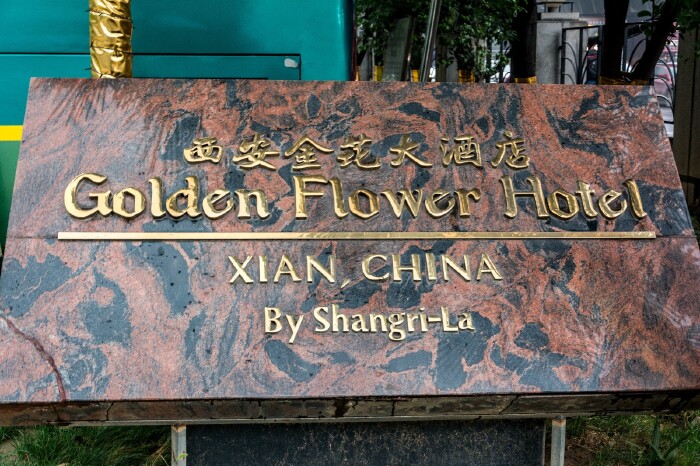 西安金花大酒店
Golden Flower Hotel
XIAN, CHINA
By Shangri-La